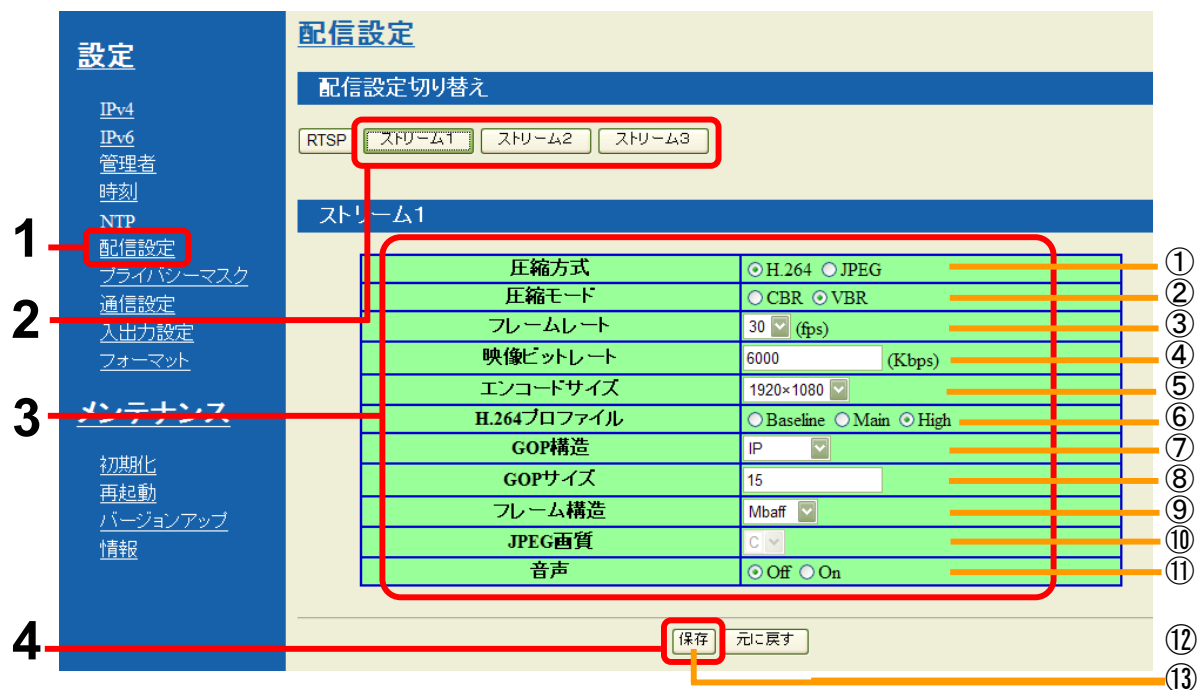 設定
IPv4
IPv6
管理者
時刻
NTP
配信設定
プライバシーマスク
通信設定
入出力設定
フォーマット
メンテナンス
初期化
再起動
バージョンアップ
情報
1
2
3
4
配信設定
配信設定切り替え
RTSP ストリーム1 ストリーム2 ストリーム3
ストリーム1
圧縮方式 H.264 JPEG ①
圧縮モード CBR VBR ②
フレームレート 30 (fps) ③
映像ビットレート 6000 (Kbps) ④
エンコードサイズ 1920×1080 ⑤
H.264プロファイル Baseline Main High ⑥
GOP構造 IP ⑦
GOPサイズ 15 ⑧
フレーム構造 Mbaff ⑨
JPEG画質 C ⑩
音声 Off On ⑪
保存 元に戻す ⑫
⑬